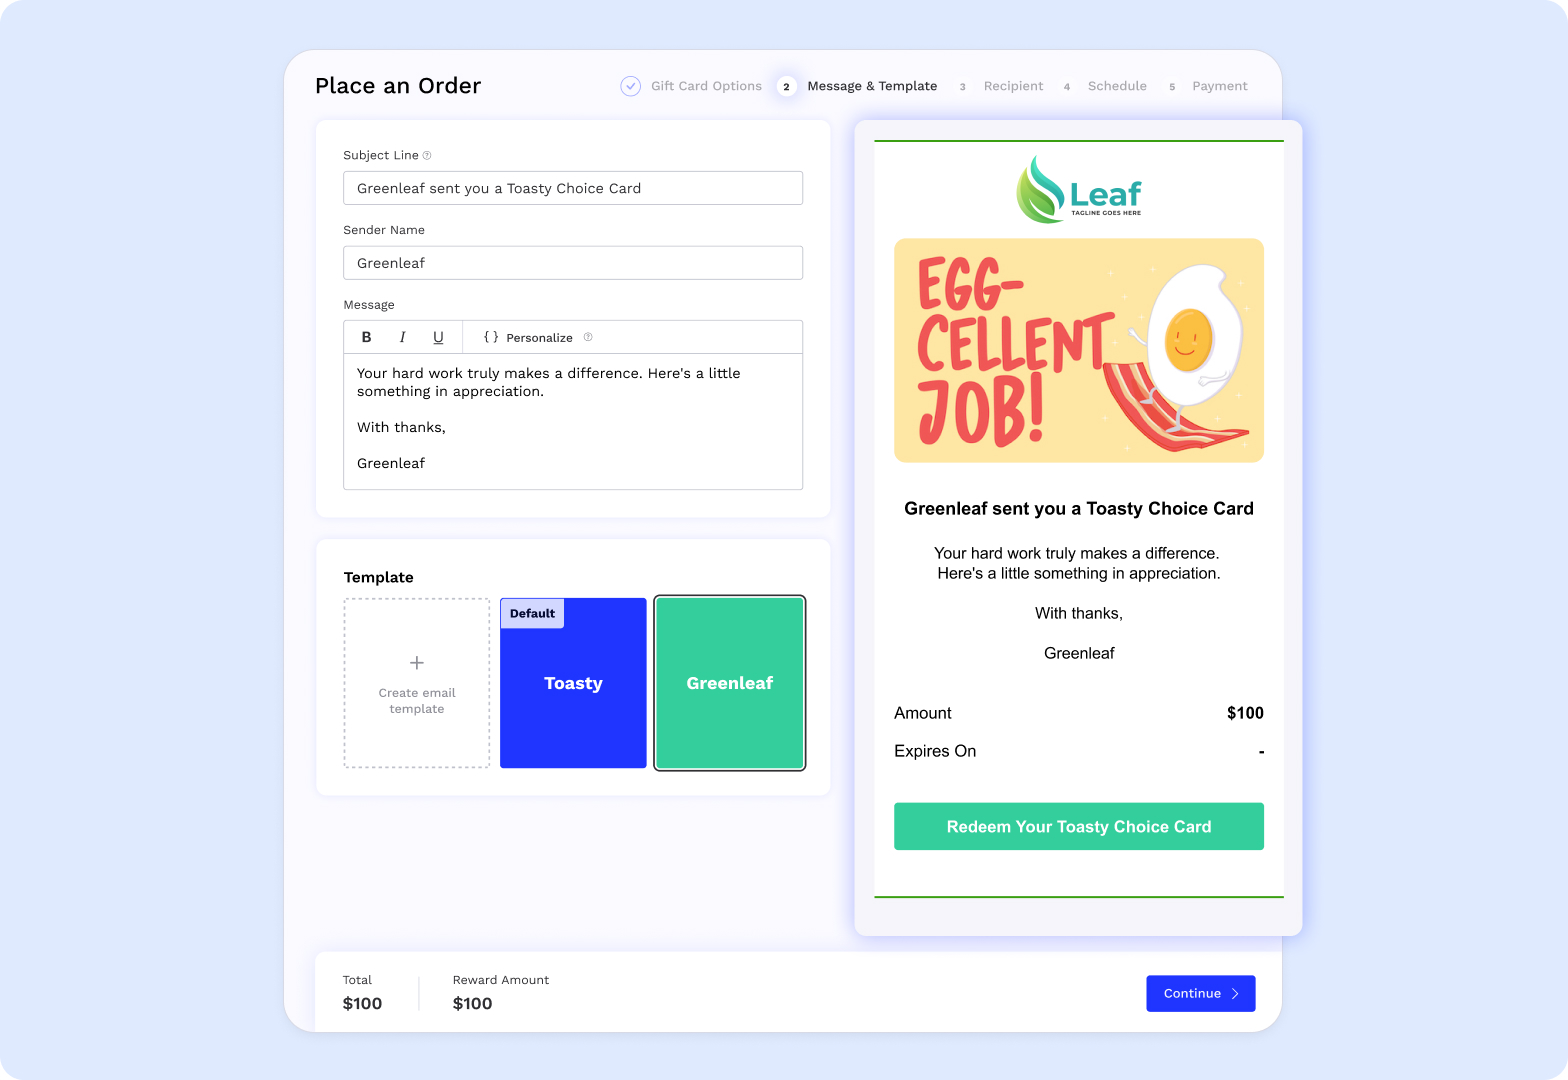 Place an Order
Gift Card Options
2 Message & Template
3 Recipient
4 Schedule
5 Payment
Subject Line
Greenleaf sent you a Toasty Choice Card
Sender Name
Greenleaf
Message
B I U { } Personalize
Your hard work truly makes a difference. Here's a little
something in appreciation.
With thanks,
Greenleaf
Template
Create email
template
Default
Toasty
Greenleaf
Leaf
TAGLINE GOES HERE
EGG-
CELLENT
JOB!
Greenleaf sent you a Toasty Choice Card
Your hard work truly makes a difference.
Here's a little something in appreciation.
With thanks,
Greenleaf
Amount $100
Expires On -
Redeem Your Toasty Choice Card
Total
$100
Reward Amount
$100
Continue